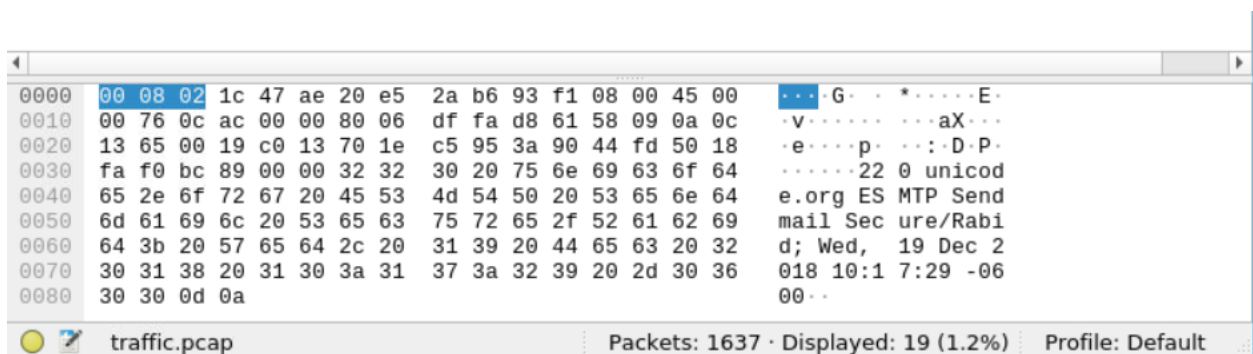 0000 00 08 02 1c 47 ae 20 e5 2a b6 93 f1 08 00 45 00 ····G· · *·····E·
0010 00 76 0c ac 00 00 80 06 df fa d8 61 58 09 0a 0c ·v······ ···aX···
0020 13 65 00 19 c0 13 70 1e c5 95 3a 90 44 fd 50 18 ·e····p· ··:·D·P·
0030 fa f0 bc 89 00 00 32 32 30 20 75 6e 69 63 6f 64 ······22 0 unicod
0040 65 2e 6f 72 67 20 45 53 4d 54 50 20 53 65 6e 64 e.org ES MTP Send
0050 6d 61 69 6c 20 53 65 63 75 72 65 2f 52 61 62 69 mail Sec ure/Rabi
0060 64 3b 20 57 65 64 2c 20 31 39 20 44 65 63 20 32 d; Wed, 19 Dec 2
0070 30 31 38 20 31 30 3a 31 37 3a 32 39 20 2d 30 36 018 10:1 7:29 -06
0080 30 30 0d 0a 00··
traffic.pcap Packets: 1637 · Displayed: 19 (1.2%) Profile: Default